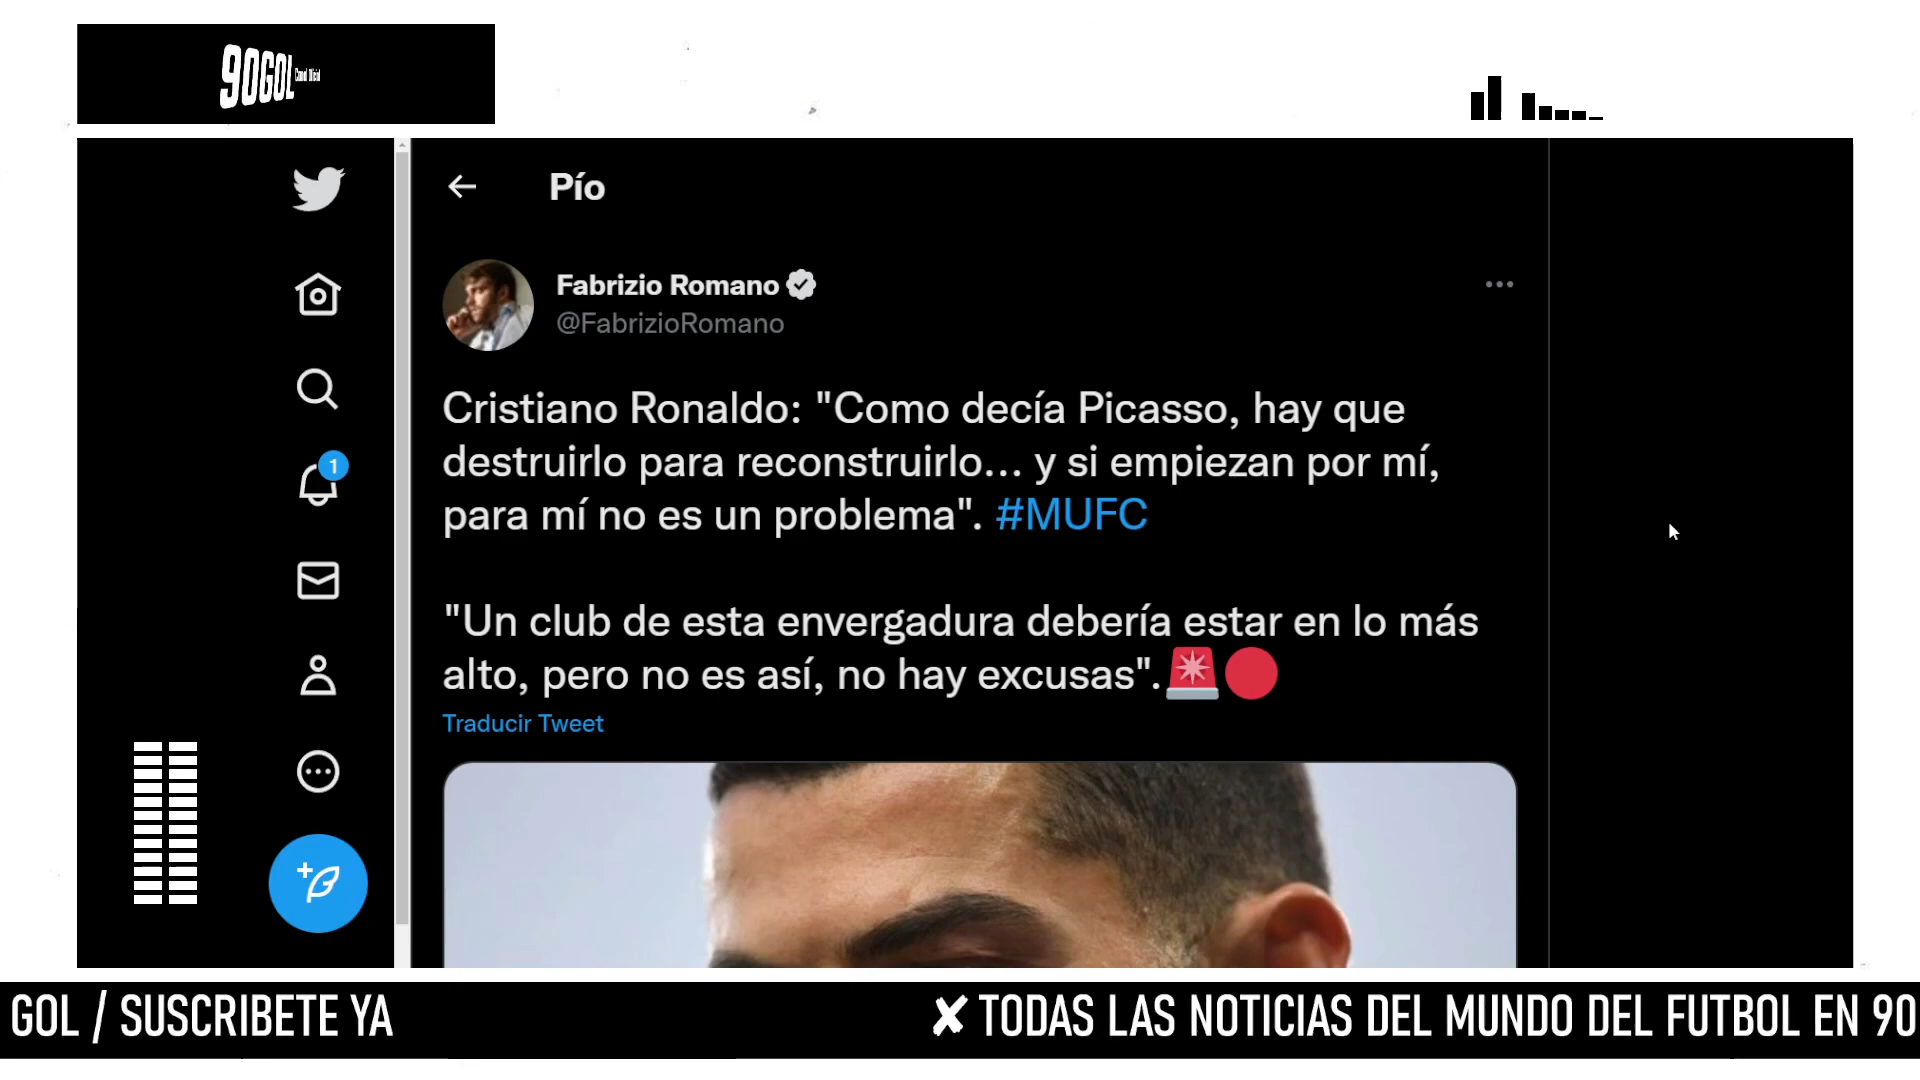 90GOL Canal Oficial
Pío
Fabrizio Romano
@FabrizioRomano
Cristiano Ronaldo: "Como decía Picasso, hay que
destruirlo para reconstruirlo... y si empiezan por mí,
para mí no es un problema". #MUFC
"Un club de esta envergadura debería estar en lo más
alto, pero no es así, no hay excusas".
Traducir Tweet
1
GOL / SUSCRIBETE YA
✘ TODAS LAS NOTICIAS DEL MUNDO DEL FUTBOL EN 90